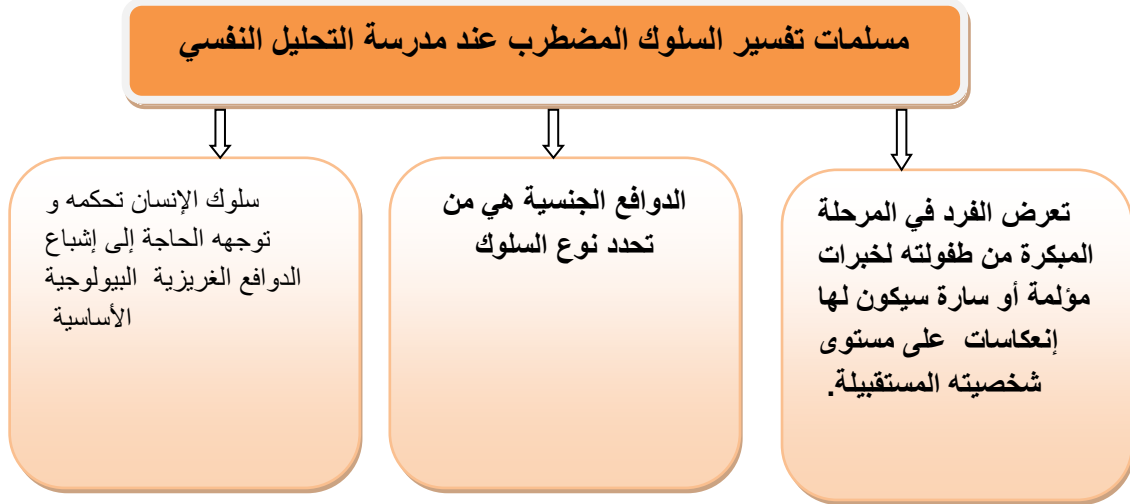 مسلمات تفسير السلوك المضطرب عند مدرسة التحليل النفسي
تعرض الفرد في المرحلة
المبكرة من طفولته لخبرات
مؤلمة أو سارة سيكون لها
إنعكاسات على مستوى
شخصيته المستقبيلة.
الدوافع الجنسية هي من
تحدد نوع السلوك
سلوك الإنسان تحكمه و
توجهه الحاجة إلى إشباع
الدوافع الغريزية البيولوجية
الأساسية